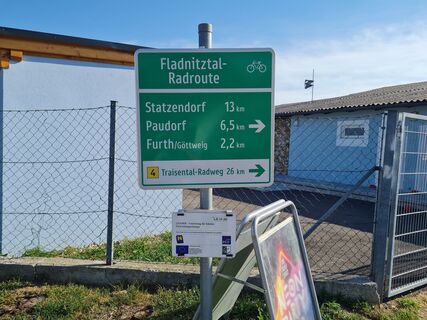 Fladnitztal-
Radroute
Statzendorf 13 km
Paudorf 6,5 km
Furth/Göttweig 2,2 km
4 Traisental-Radweg 26 km